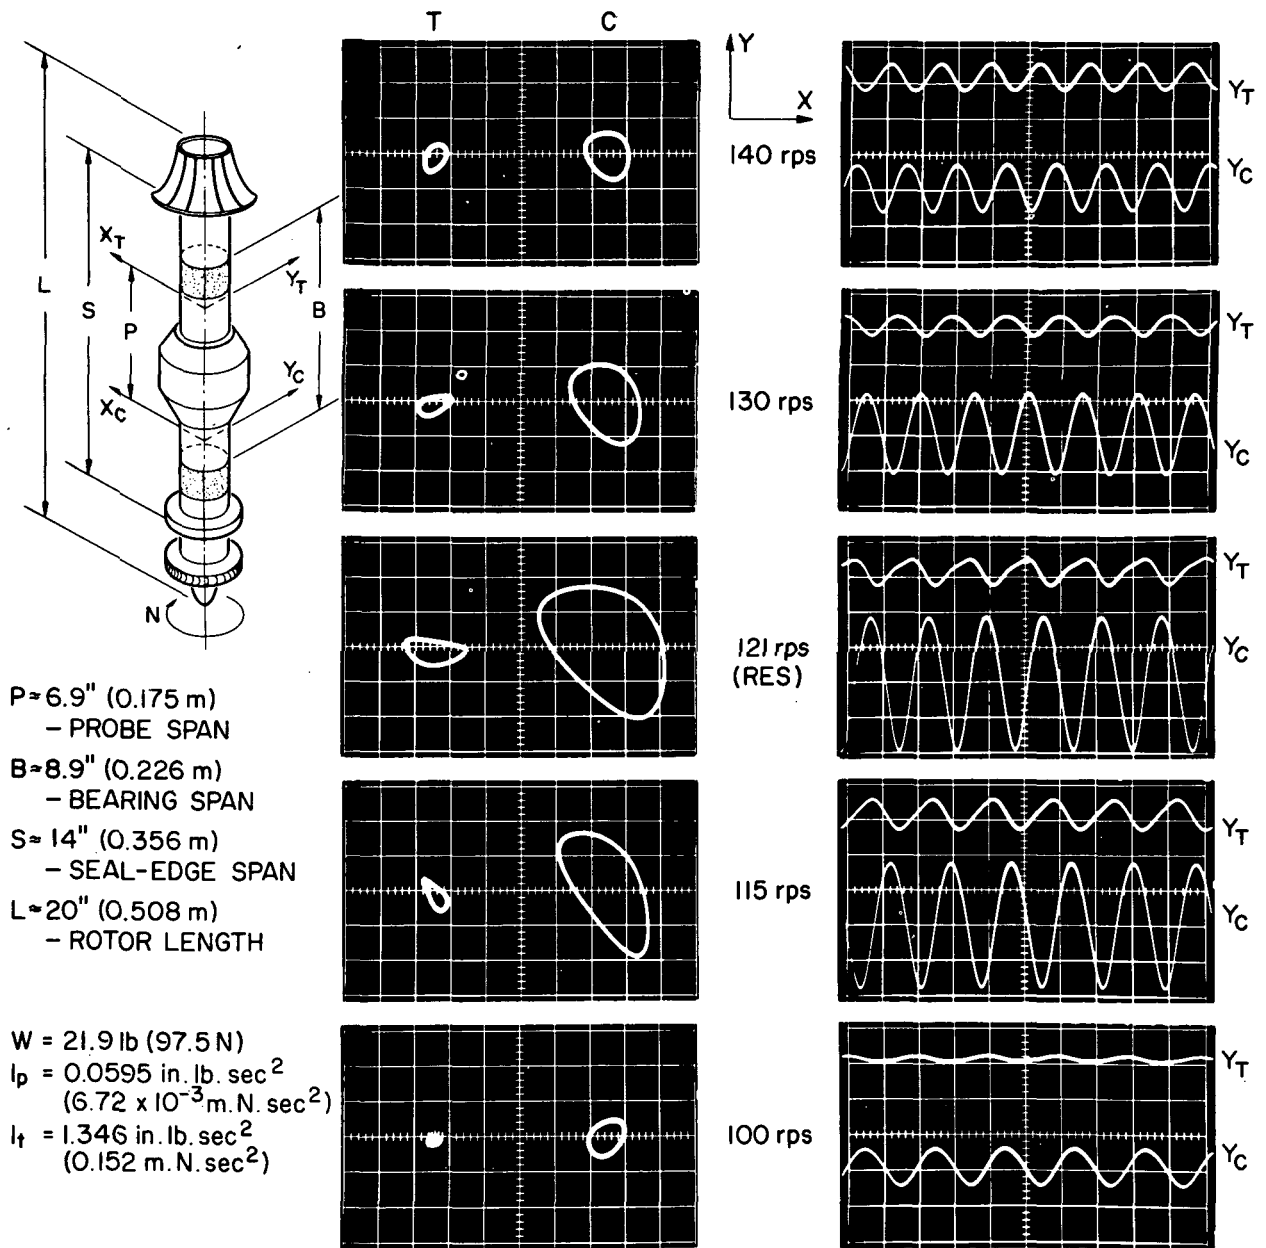 T C
Y
X
140 rps
Y_T
Y_C
X_T
Y_T
L
S
P
B
Y_C
X_C
N
130 rps
Y_T
Y_C
121 rps
(RES)
Y_T
Y_C
P≈6.9" (0.175 m)
– PROBE SPAN
B≈8.9" (0.226 m)
– BEARING SPAN
S≈14" (0.356 m)
– SEAL-EDGE SPAN
L≈20" (0.508 m)
– ROTOR LENGTH
115 rps
Y_T
Y_C
W = 21.9 lb (97.5 N)
I_p = 0.0595 in. lb. sec²
(6.72 x 10⁻³ m. N. sec²)
I_t = 1.346 in. lb. sec²
(0.152 m. N. sec²)
100 rps
Y_T
Y_C